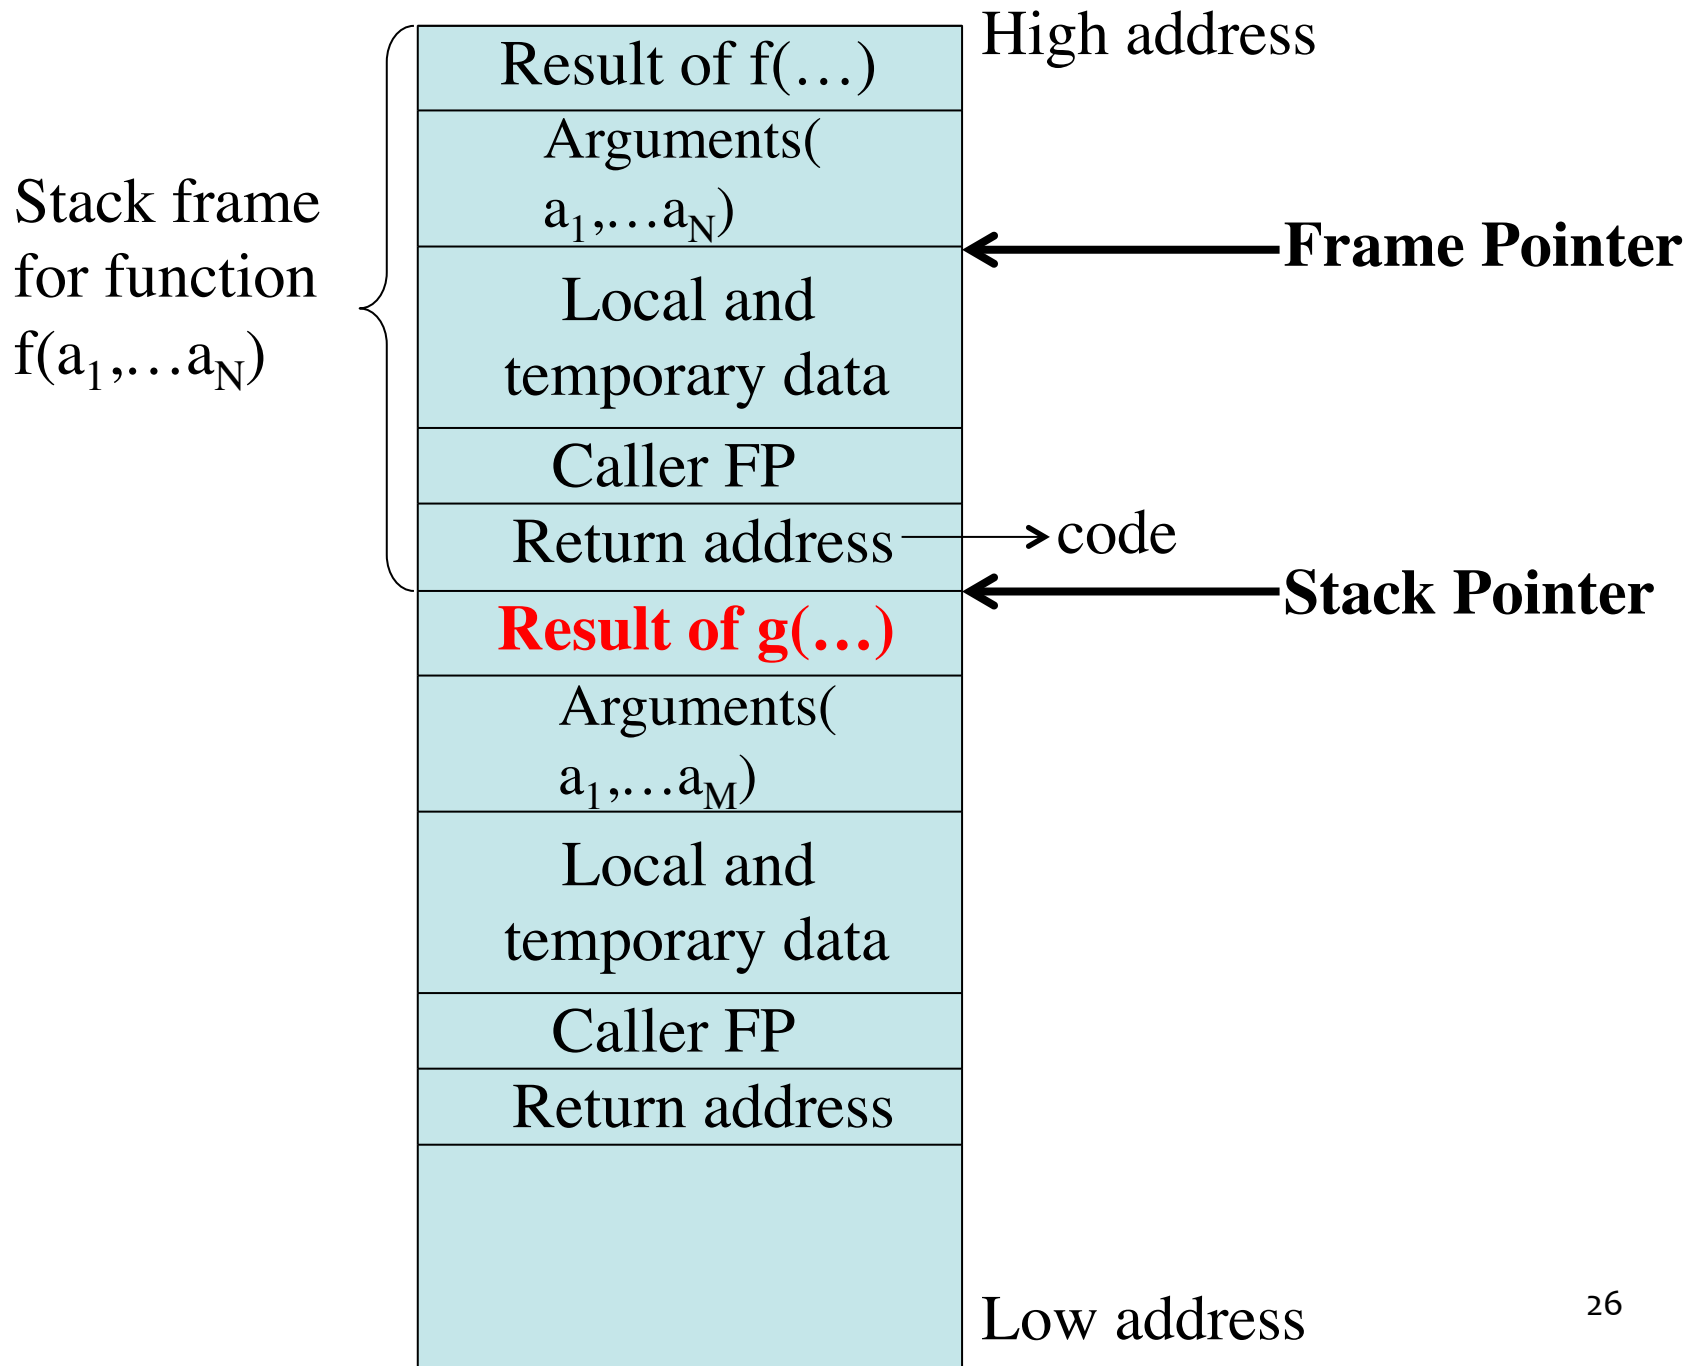 High address
Result of f(…)
Arguments(
a₁,…aN)
Stack frame
for function
f(a₁,…aN)
Frame Pointer
Local and
temporary data
Caller FP
Return address
code
Stack Pointer
Result of g(…)
Arguments(
a₁,…aM)
Local and
temporary data
Caller FP
Return address
Low address
26